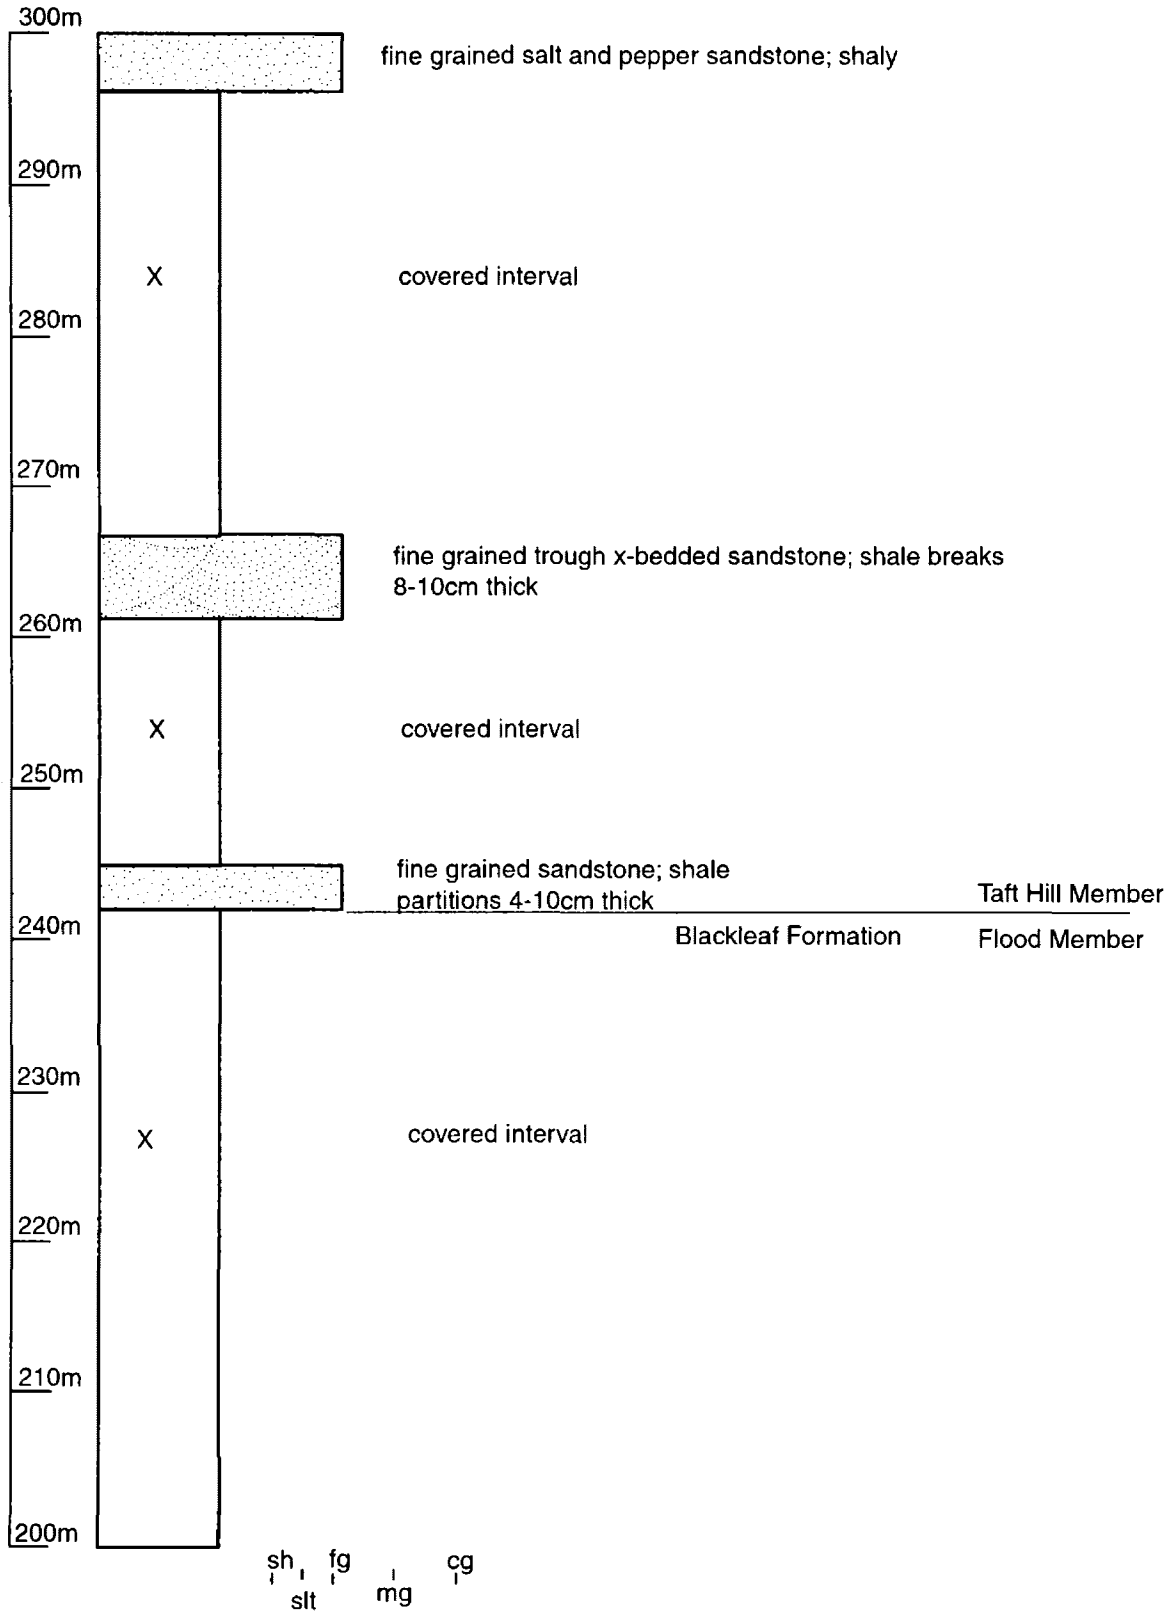 300m
fine grained salt and pepper sandstone; shaly
290m
X
covered interval
280m
270m
fine grained trough x-bedded sandstone; shale breaks
8-10cm thick
260m
X
covered interval
250m
fine grained sandstone; shale
partitions 4-10cm thick
Taft Hill Member
240m
Blackleaf Formation
Flood Member
230m
X
covered interval
220m
210m
200m
sh
fg
cg
slt
mg